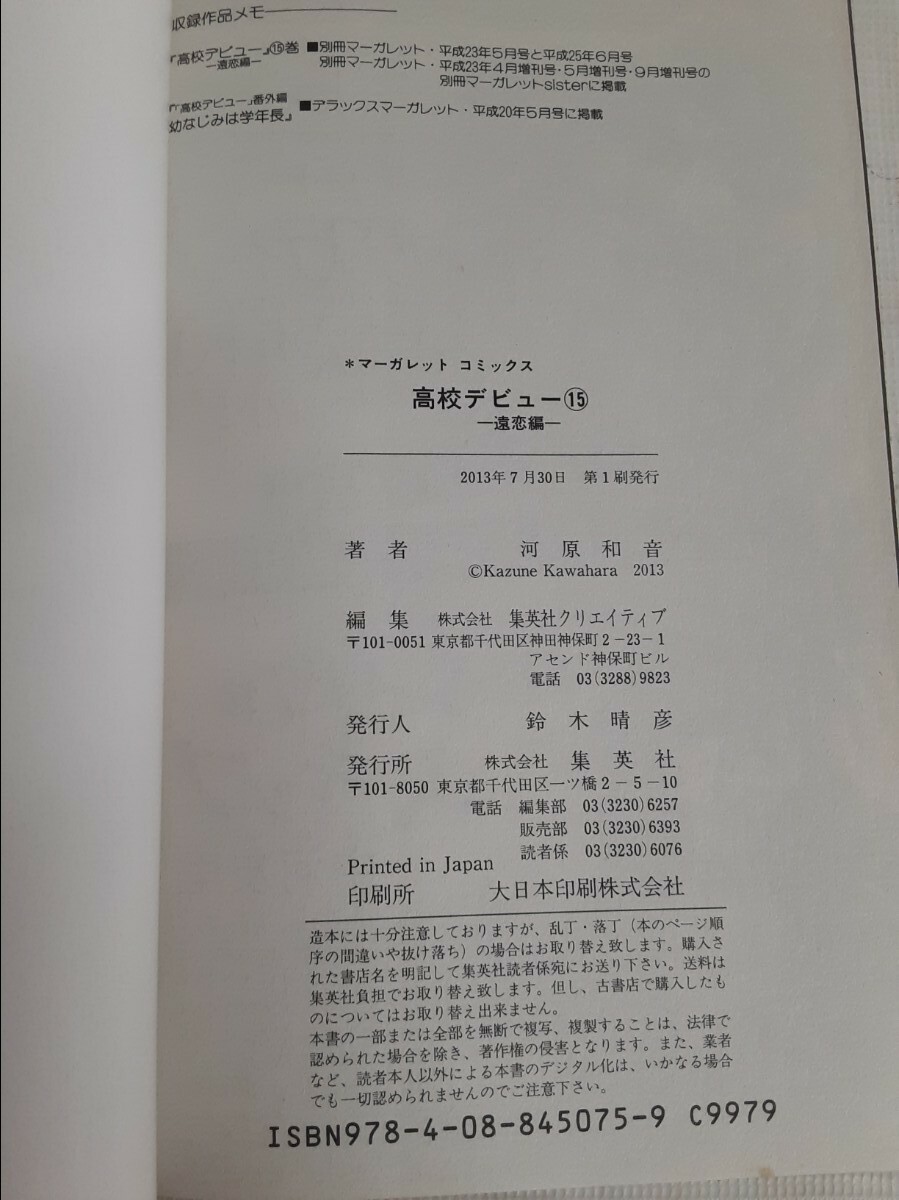 収録作品メモ
『高校デビュー』⑮巻 ■別冊マーガレット・平成23年5月号と平成25年6月号
―遠恋編― 別冊マーガレット・平成23年4月増刊号・5月増刊号・9月増刊号の
別冊マーガレットsisterに掲載
『「高校デビュー」番外編
幼なじみは学年長』 ■デラックスマーガレット・平成20年5月号に掲載
＊マーガレット コミックス
高校デビュー⑮
―遠恋編―
2013年7月30日 第1刷発行
著者 河原和音
©Kazune Kawahara 2013
編集 株式会社 集英社クリエイティブ
〒101-0051 東京都千代田区神田神保町2－23－1
アセンド神保町ビル
電話 03(3288)9823
発行人 鈴木晴彦
発行所 株式会社 集英社
〒101-8050 東京都千代田区一ツ橋2－5－10
電話 編集部 03(3230)6257
販売部 03(3230)6393
読者係 03(3230)6076
Printed in Japan
印刷所 大日本印刷株式会社
造本には十分注意しておりますが、乱丁・落丁（本のページ順
序の間違いや抜け落ち）の場合はお取り替え致します。購入さ
れた書店名を明記して集英社読者係宛にお送り下さい。送料は
集英社負担でお取り替え致します。但し、古書店で購入したも
のについてはお取り替え出来ません。
本書の一部または全部を無断で複写、複製することは、法律で
認められた場合を除き、著作権の侵害となります。また、業者
など、読者本人以外による本書のデジタル化は、いかなる場合
でも一切認められませんのでご注意下さい。
ISBN978-4-08-845075-9 C9979